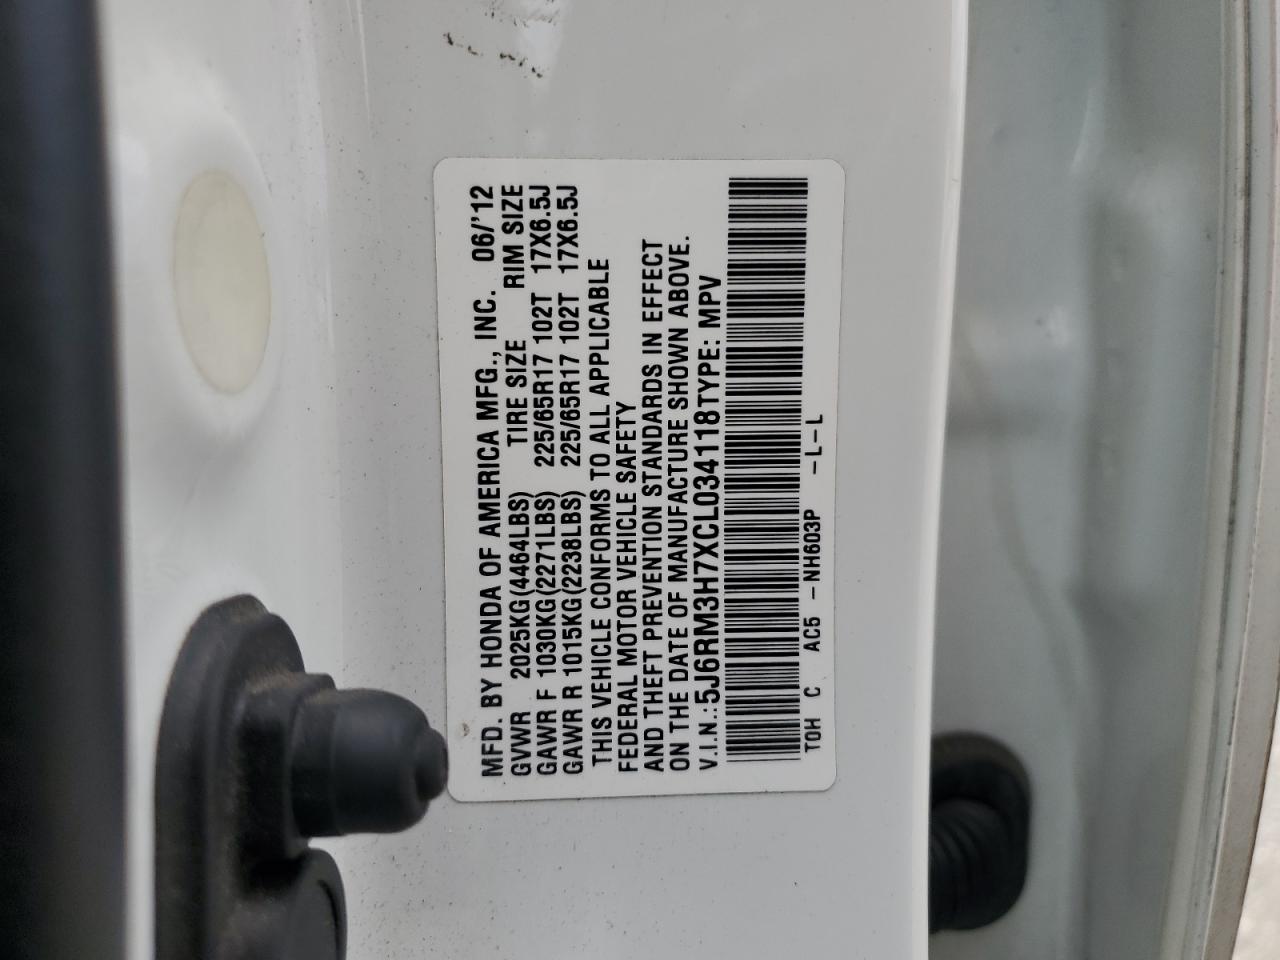 MFD. BY HONDA OF AMERICA MFG., INC. 06/'12
GVWR 2025KG(4464LBS) TIRE SIZE RIM SIZE
GAWR F 1030KG(2271LBS) 225/65R17 102T 17X6.5J
GAWR R 1015KG(2238LBS) 225/65R17 102T 17X6.5J
THIS VEHICLE CONFORMS TO ALL APPLICABLE
FEDERAL MOTOR VEHICLE SAFETY
AND THEFT PREVENTION STANDARDS IN EFFECT
ON THE DATE OF MANUFACTURE SHOWN ABOVE.
V.I.N.:5J6RM3H7XCL034118 TYPE: MPV
TOH C AC5 -NH603P -L-L